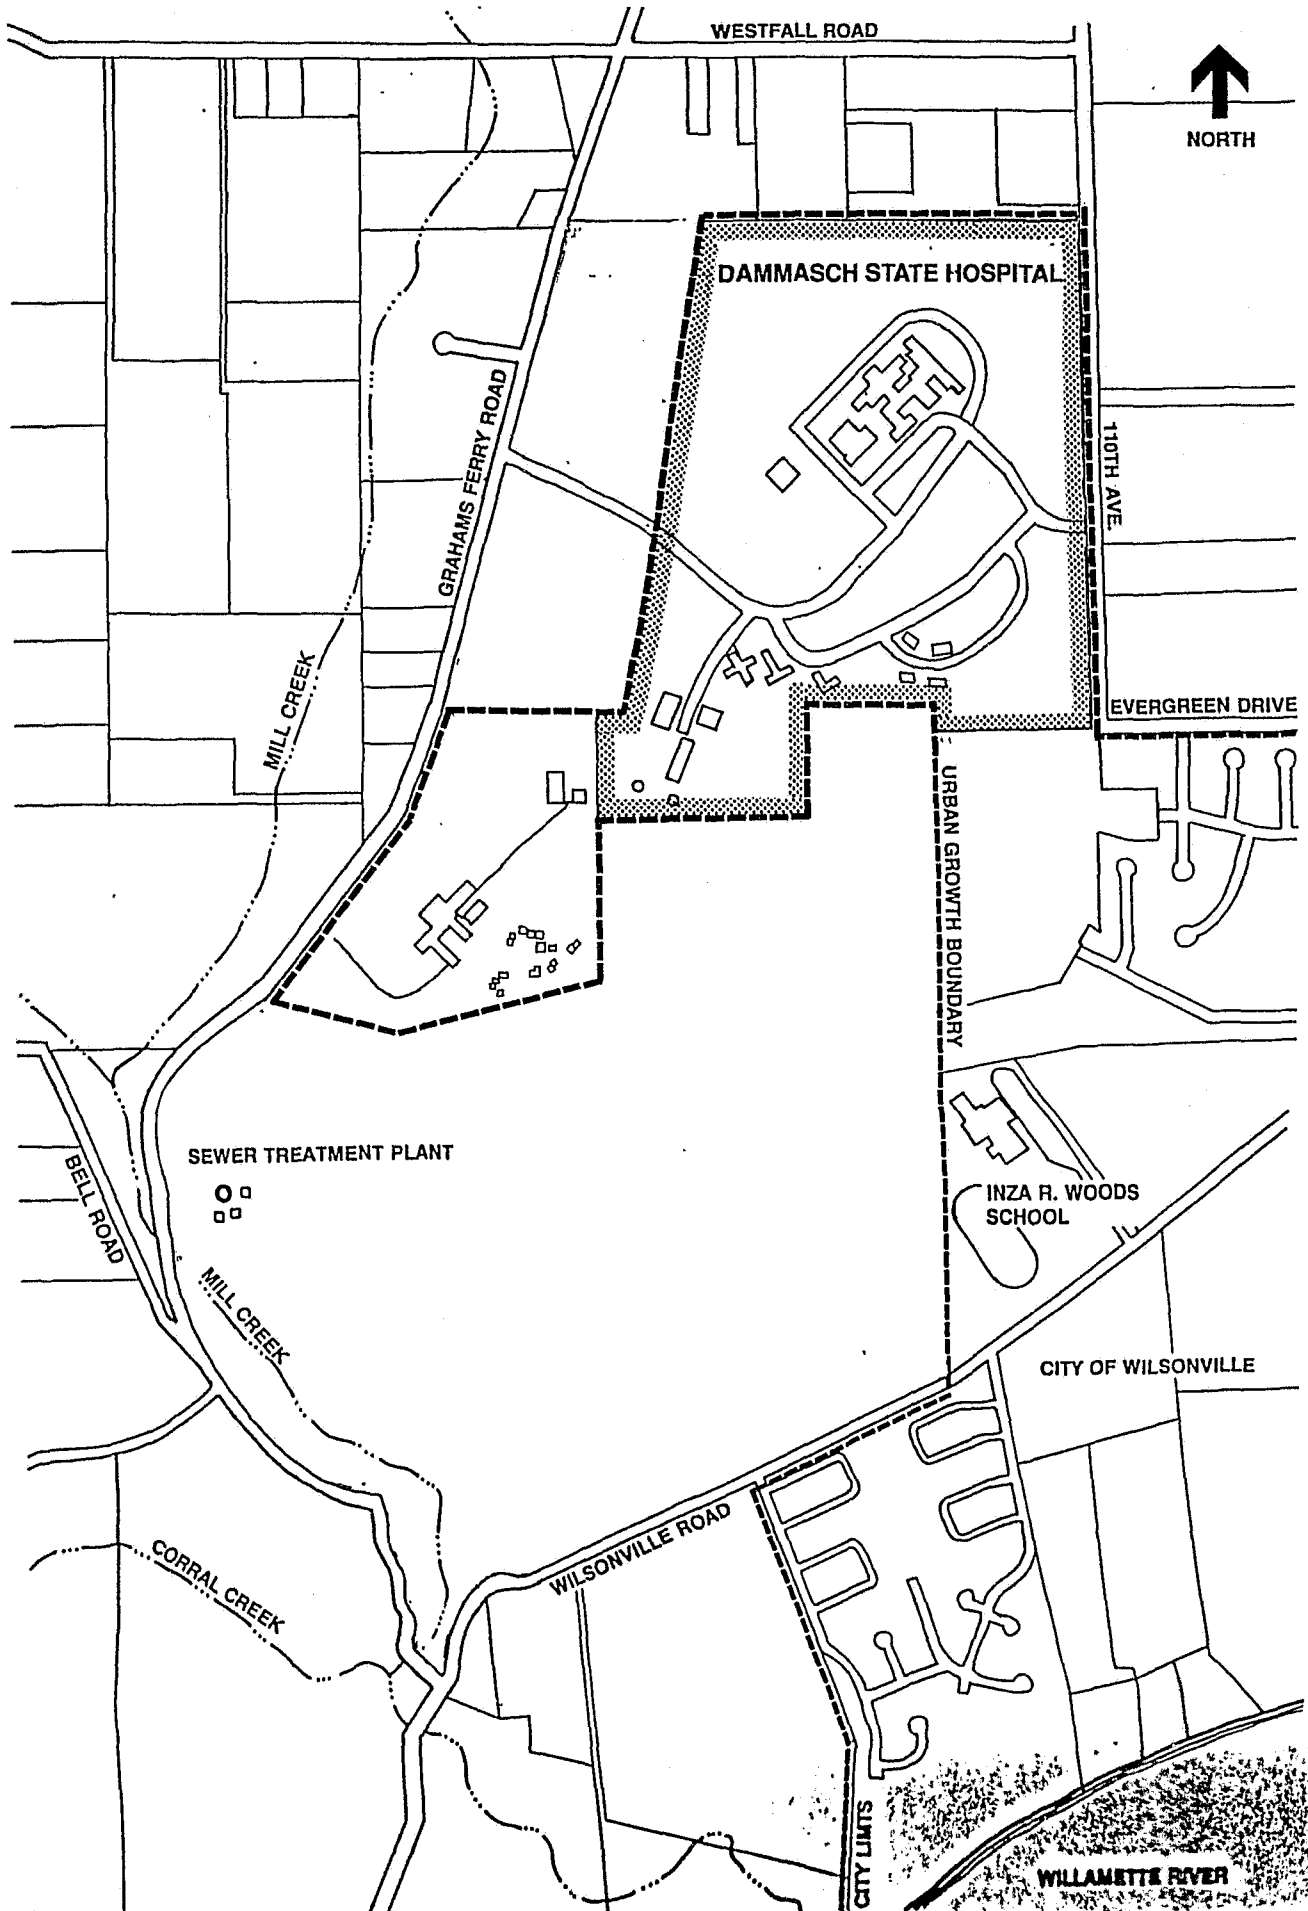 WESTFALL ROAD
NORTH
DAMMASCH STATE HOSPITAL
GRAHAMS FERRY ROAD
110TH AVE.
MILL CREEK
EVERGREEN DRIVE
URBAN GROWTH BOUNDARY
SEWER TREATMENT PLANT
BELL ROAD
INZA R. WOODS
SCHOOL
MILL CREEK
CITY OF WILSONVILLE
WILSONVILLE ROAD
CORRAL CREEK
CITY LIMTS
WILLAMETTE RIVER